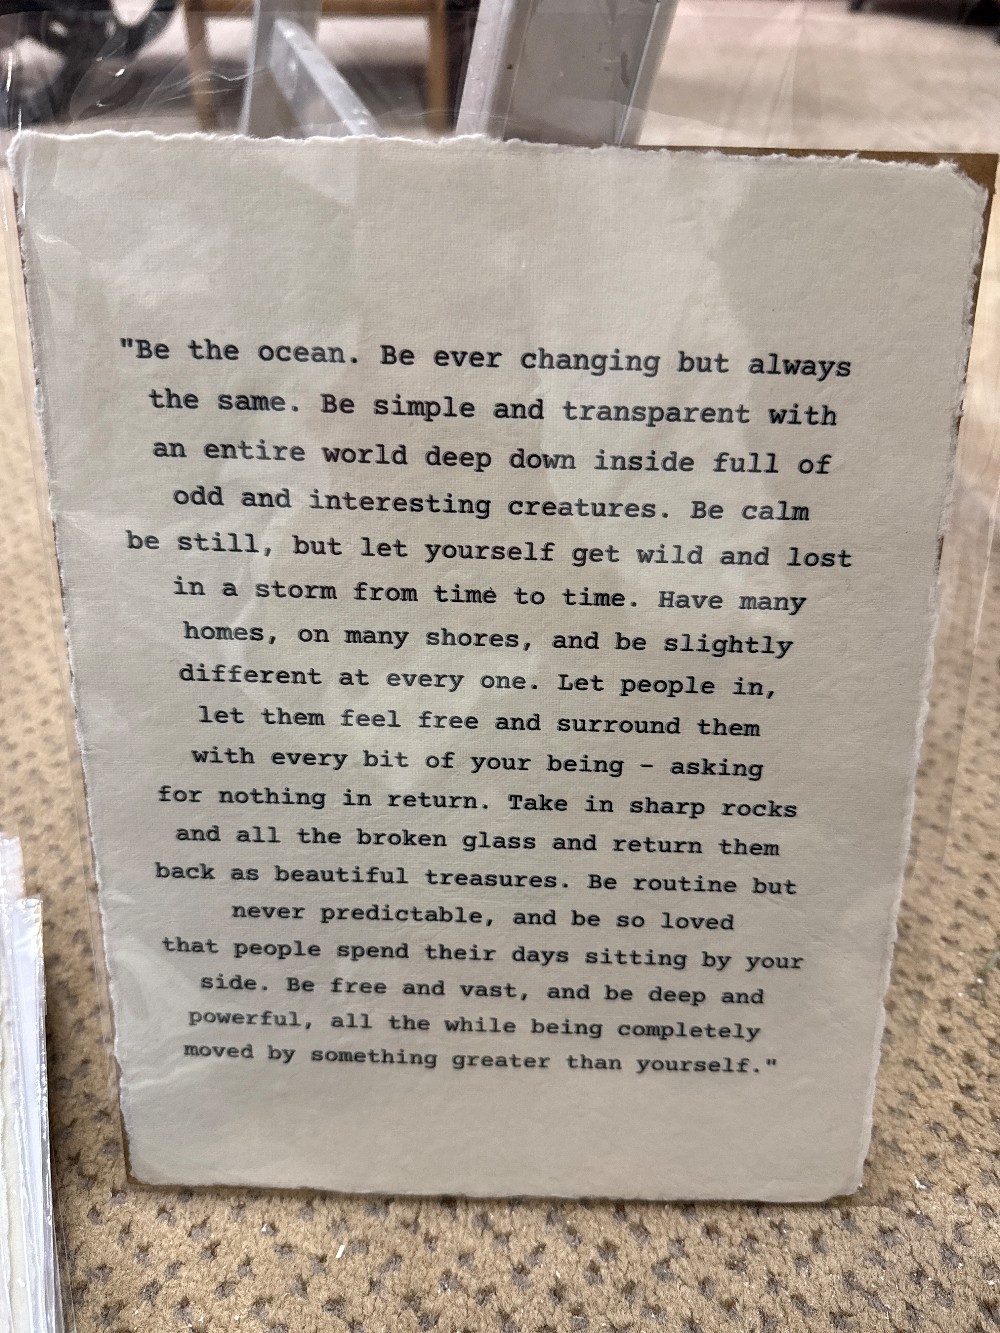 "Be the ocean. Be ever changing but always
the same. Be simple and transparent with
an entire world deep down inside full of
odd and interesting creatures. Be calm
be still, but let yourself get wild and lost
in a storm from time to time. Have many
homes, on many shores, and be slightly
different at every one. Let people in,
let them feel free and surround them
with every bit of your being - asking
for nothing in return. Take in sharp rocks
and all the broken glass and return them
back as beautiful treasures. Be routine but
never predictable, and be so loved
that people spend their days sitting by your
side. Be free and vast, and be deep and
powerful, all the while being completely
moved by something greater than yourself."